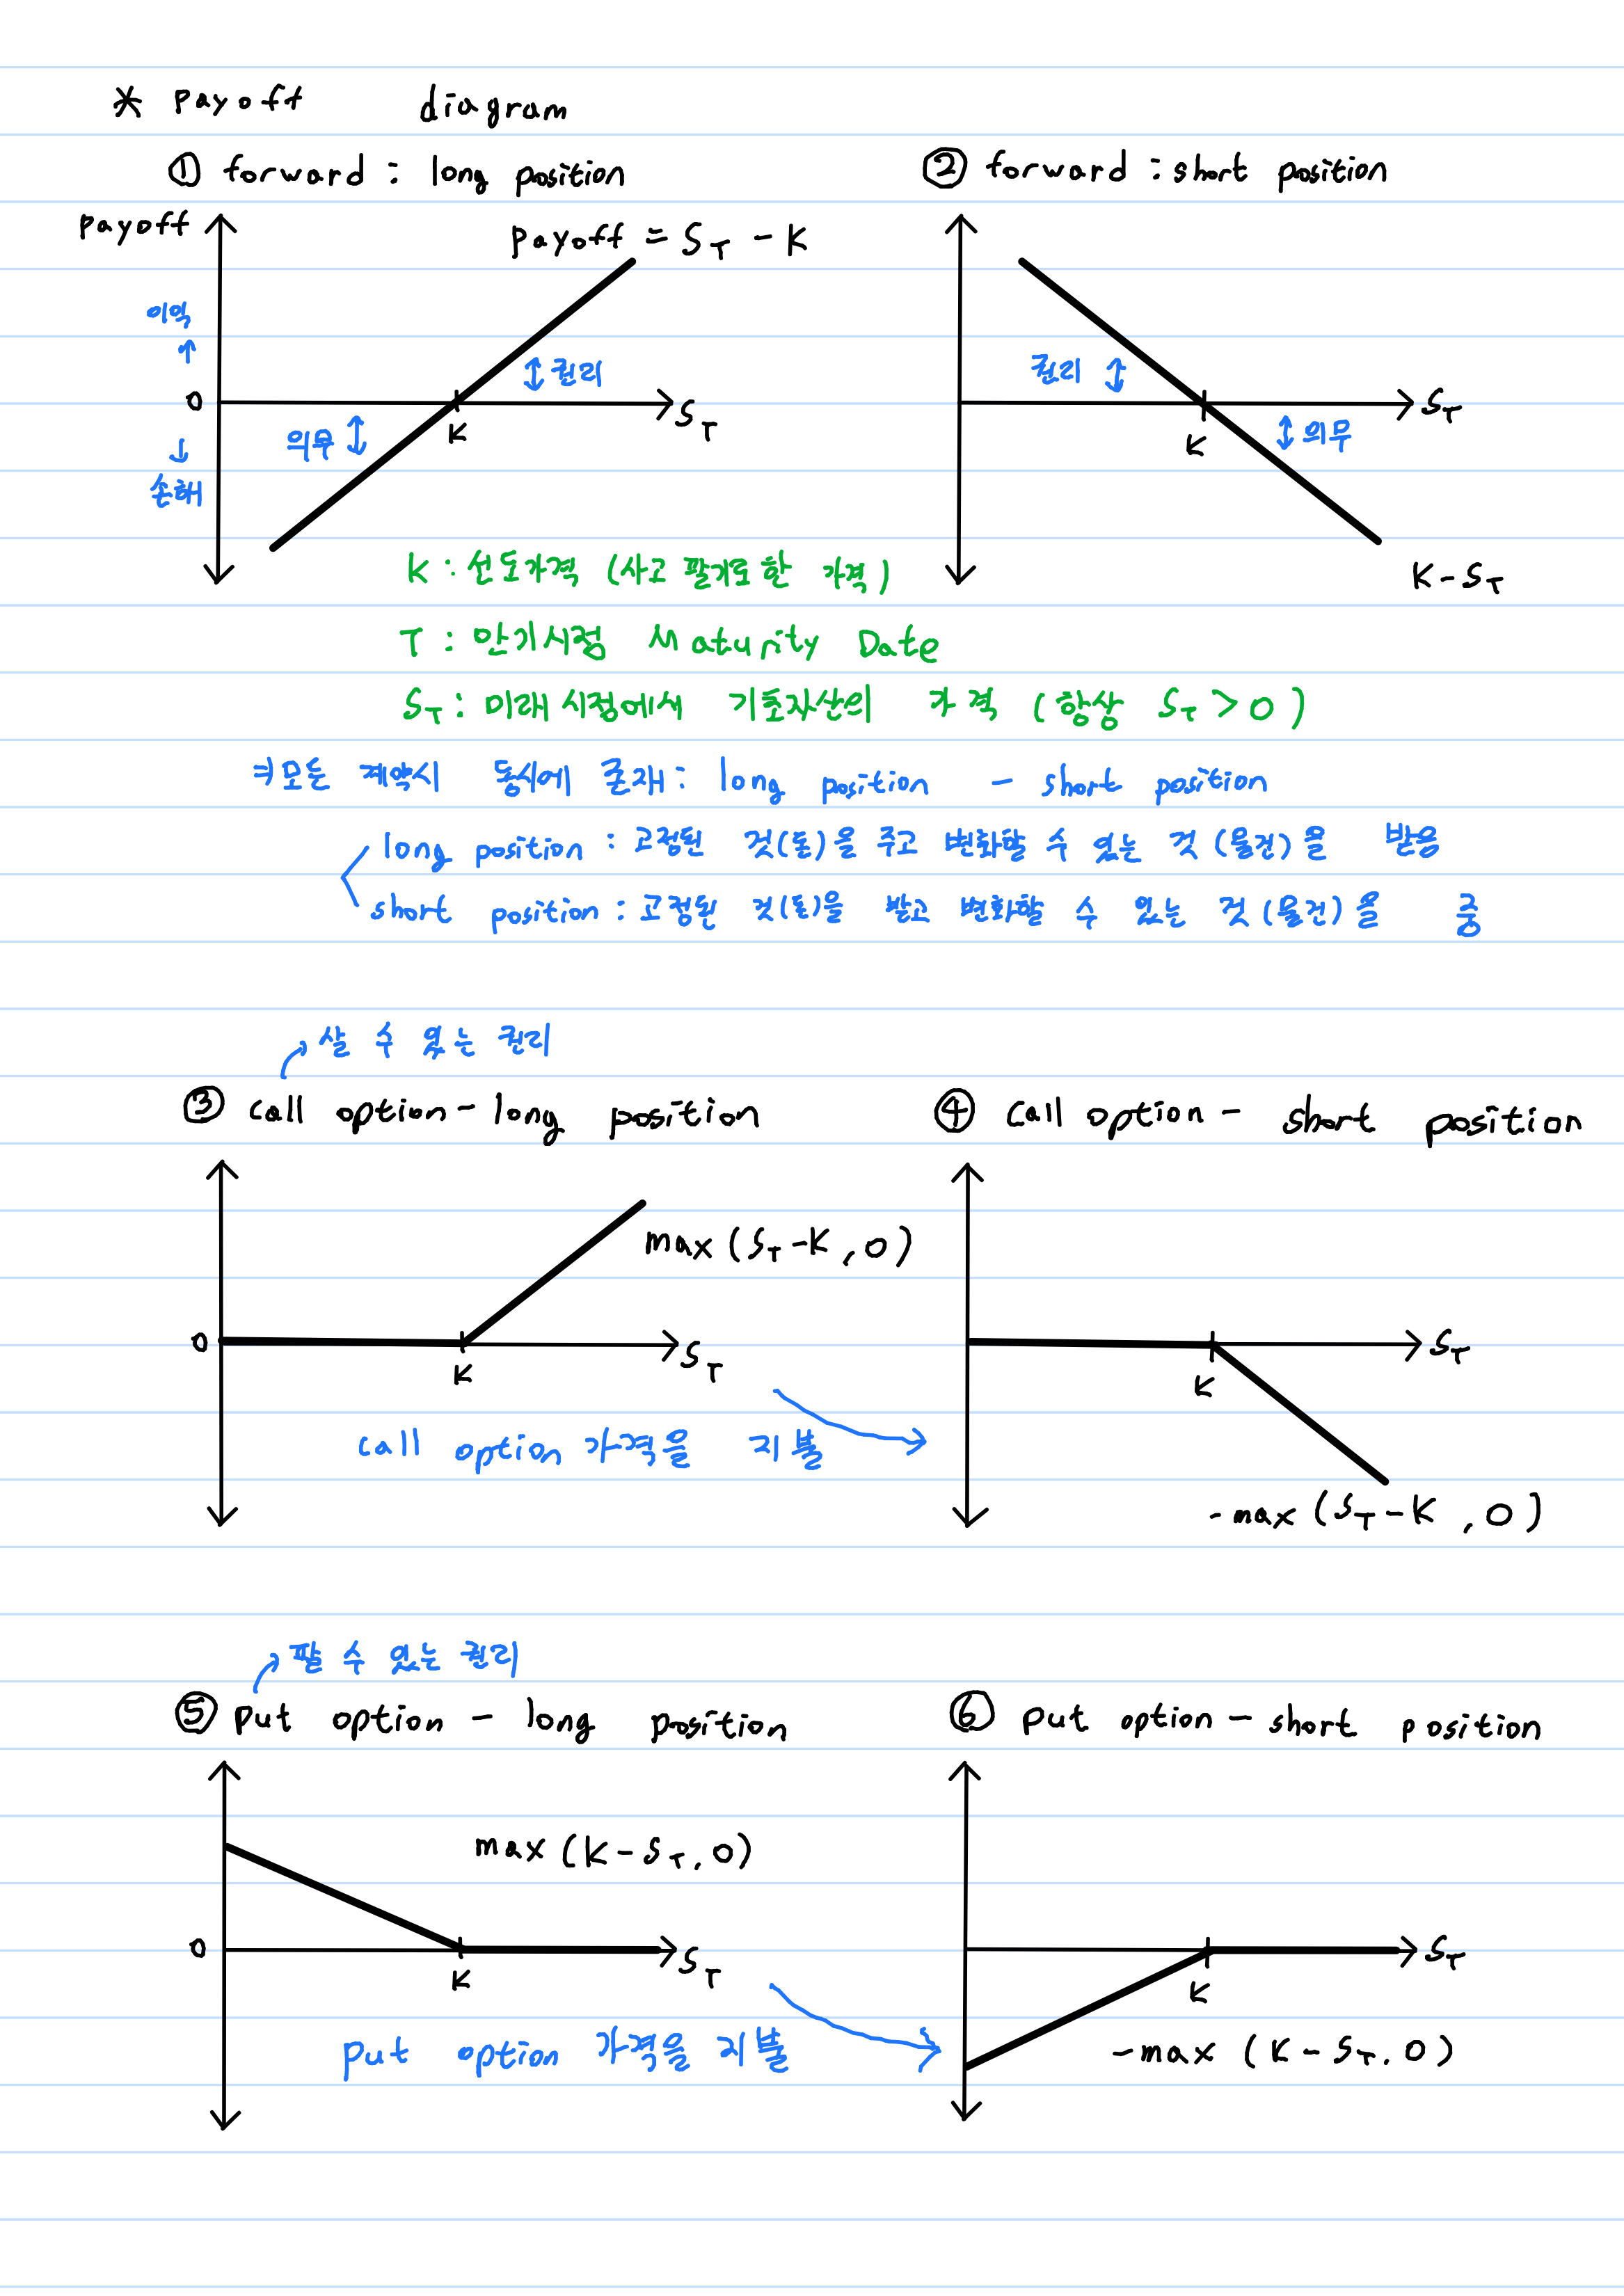 * Payoff diagram
① forward : long position
② forward : short position
Payoff
Payoff = S_T - K
이익
↑
0
↓
손해
↕ 권리
의무 ↕
K
S_T
권리 ↕
↕ 의무
K
S_T
K - S_T
K : 선도가격 (사고 팔기로 한 가격)
T : 만기시점 Maturity Date
S_T : 미래 시점에서 기초자산의 가격 (항상 S_T > 0)
⇒ 모든 계약시 동시에 존재 : long position - short position
long position : 고정된 것(돈)을 주고 변화할 수 있는 것 (물건)을 받음
short position : 고정된 것(돈)을 받고 변화할 수 있는 것 (물건)을 줌
살 수 있는 권리
③ call option - long position
④ call option - short position
max (S_T - K, 0)
0
K
S_T
K
S_T
call option 가격을 지불
- max (S_T - K, 0)
팔 수 있는 권리
⑤ put option - long position
⑥ put option - short position
max (K - S_T, 0)
0
K
S_T
K
S_T
put option 가격을 지불
- max (K - S_T, 0)